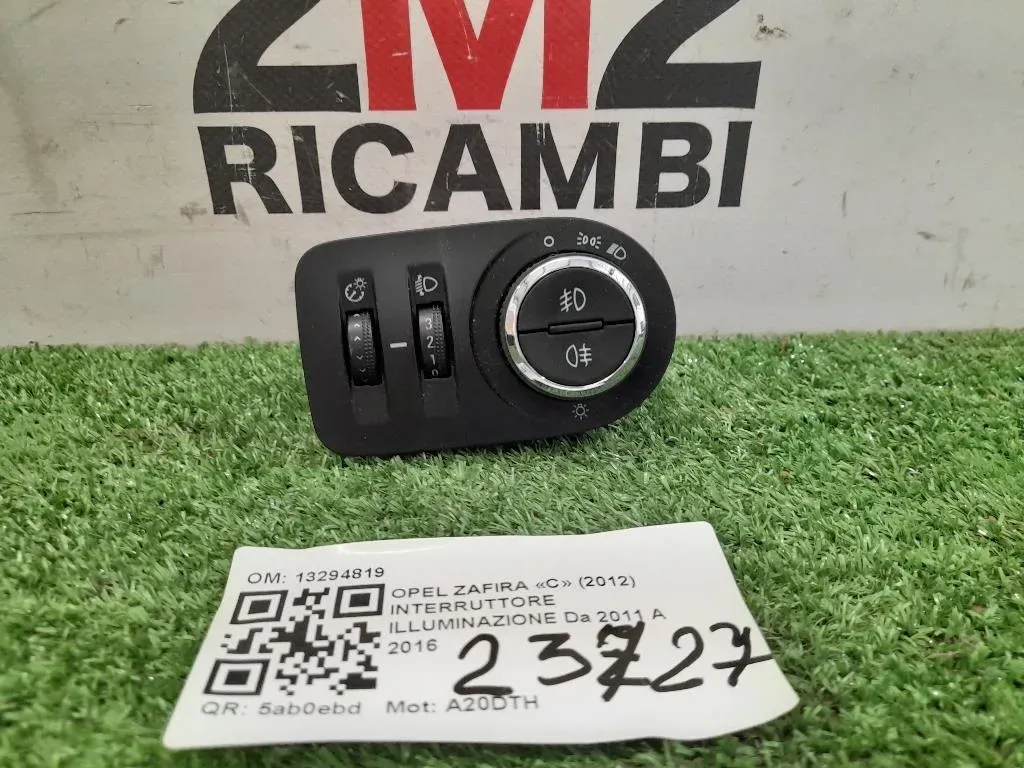 2M2
RICAMBI
3
2
1
0
OM: 13294819
OPEL ZAFIRA «C» (2012)
INTERRUTTORE
ILLUMINAZIONE Da 2011 A
2016
23727
QR: 5ab0ebd Mot: A20DTH